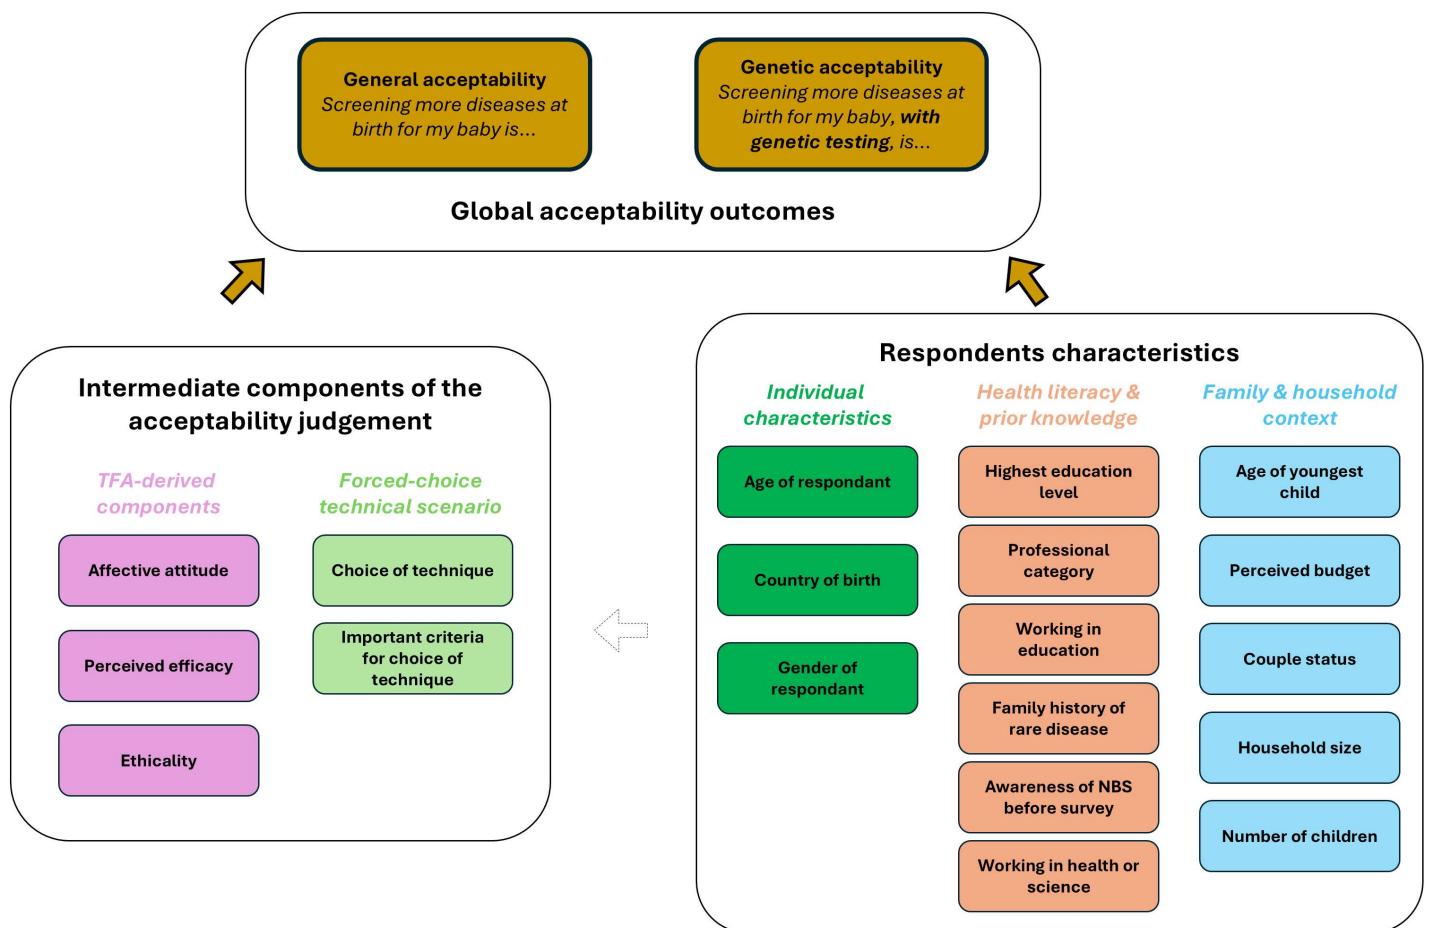 General acceptability
Screening more diseases at
birth for my baby is...
Genetic acceptability
Screening more diseases at
birth for my baby, with
genetic testing, is...
Global acceptability outcomes
Intermediate components of the
acceptability judgement
TFA-derived
components
Affective attitude
Perceived efficacy
Ethicality
Forced-choice
technical scenario
Choice of technique
Important criteria
for choice of
technique
Respondents characteristics
Individual
characteristics
Age of respondant
Country of birth
Gender of
respondant
Health literacy &
prior knowledge
Highest education
level
Professional
category
Working in
education
Family history of
rare disease
Awareness of NBS
before survey
Working in health or
science
Family & household
context
Age of youngest
child
Perceived budget
Couple status
Household size
Number of children